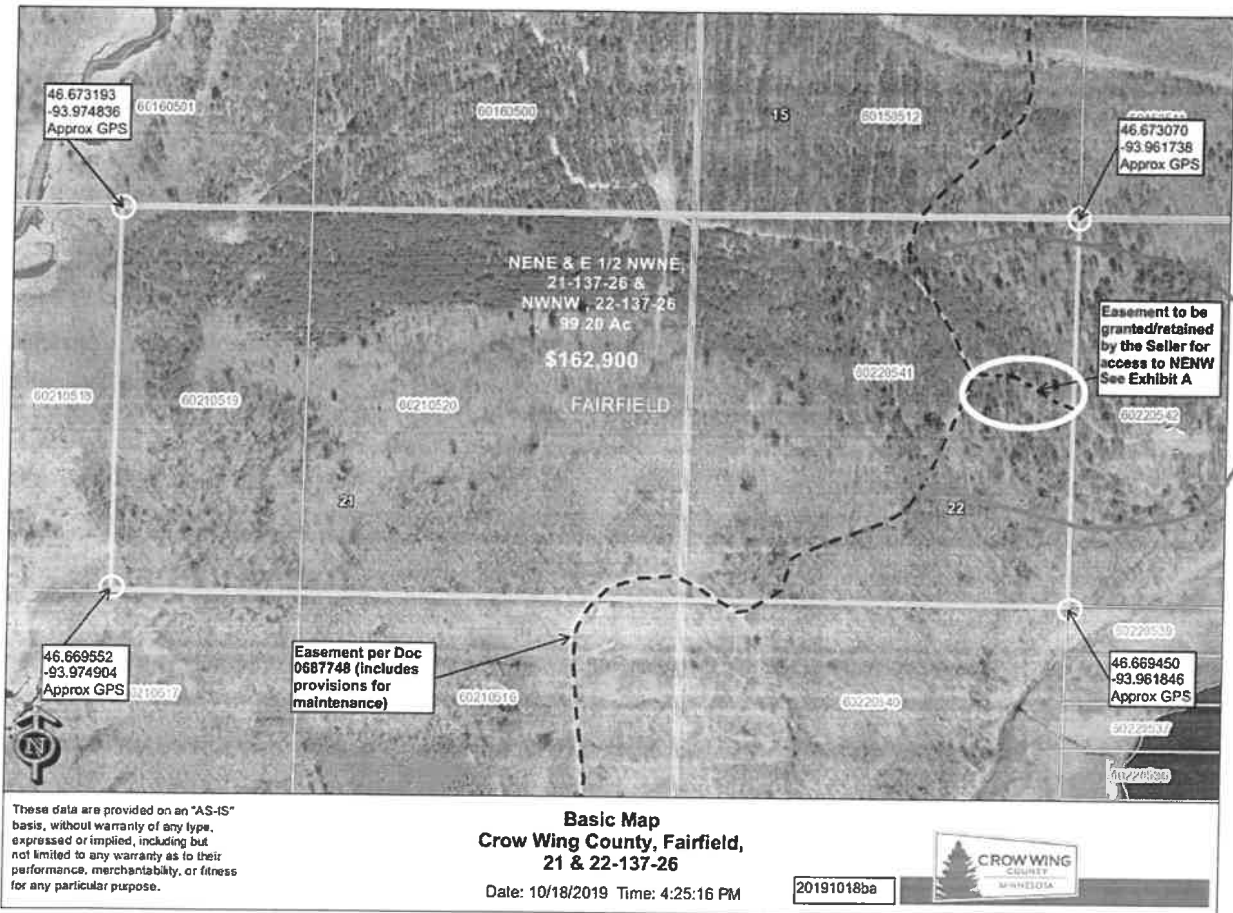 46.673193
-93.974836
Approx GPS
60160501
60160500
15
60150512
46.673070
-93.961738
Approx GPS
NENE & E 1/2 NWNE,
21-137-26 &
NWNW , 22-137-26
99.20 Ac
$162,900
Easement to be
granted/retained
by the Seller for
access to NENW
See Exhibit A
60210518
60210519
60210520
FAIRFIELD
60220541
60220542
21
22
46.669552
-93.974904
Approx GPS
60210517
Easement per Doc
0687748 (includes
provisions for
maintenance)
60210516
60220540
60220539
46.669450
-93.961846
Approx GPS
60220537
60220536
N
These data are provided on an "AS-IS"
basis, without warranty of any type,
expressed or implied, including but
not limited to any warranty as to their
performance, merchantability, or fitness
for any particular purpose.
Basic Map
Crow Wing County, Fairfield,
21 & 22-137-26
Date: 10/18/2019 Time: 4:25:16 PM
20191018ba
CROW WING
COUNTY
MINNESOTA